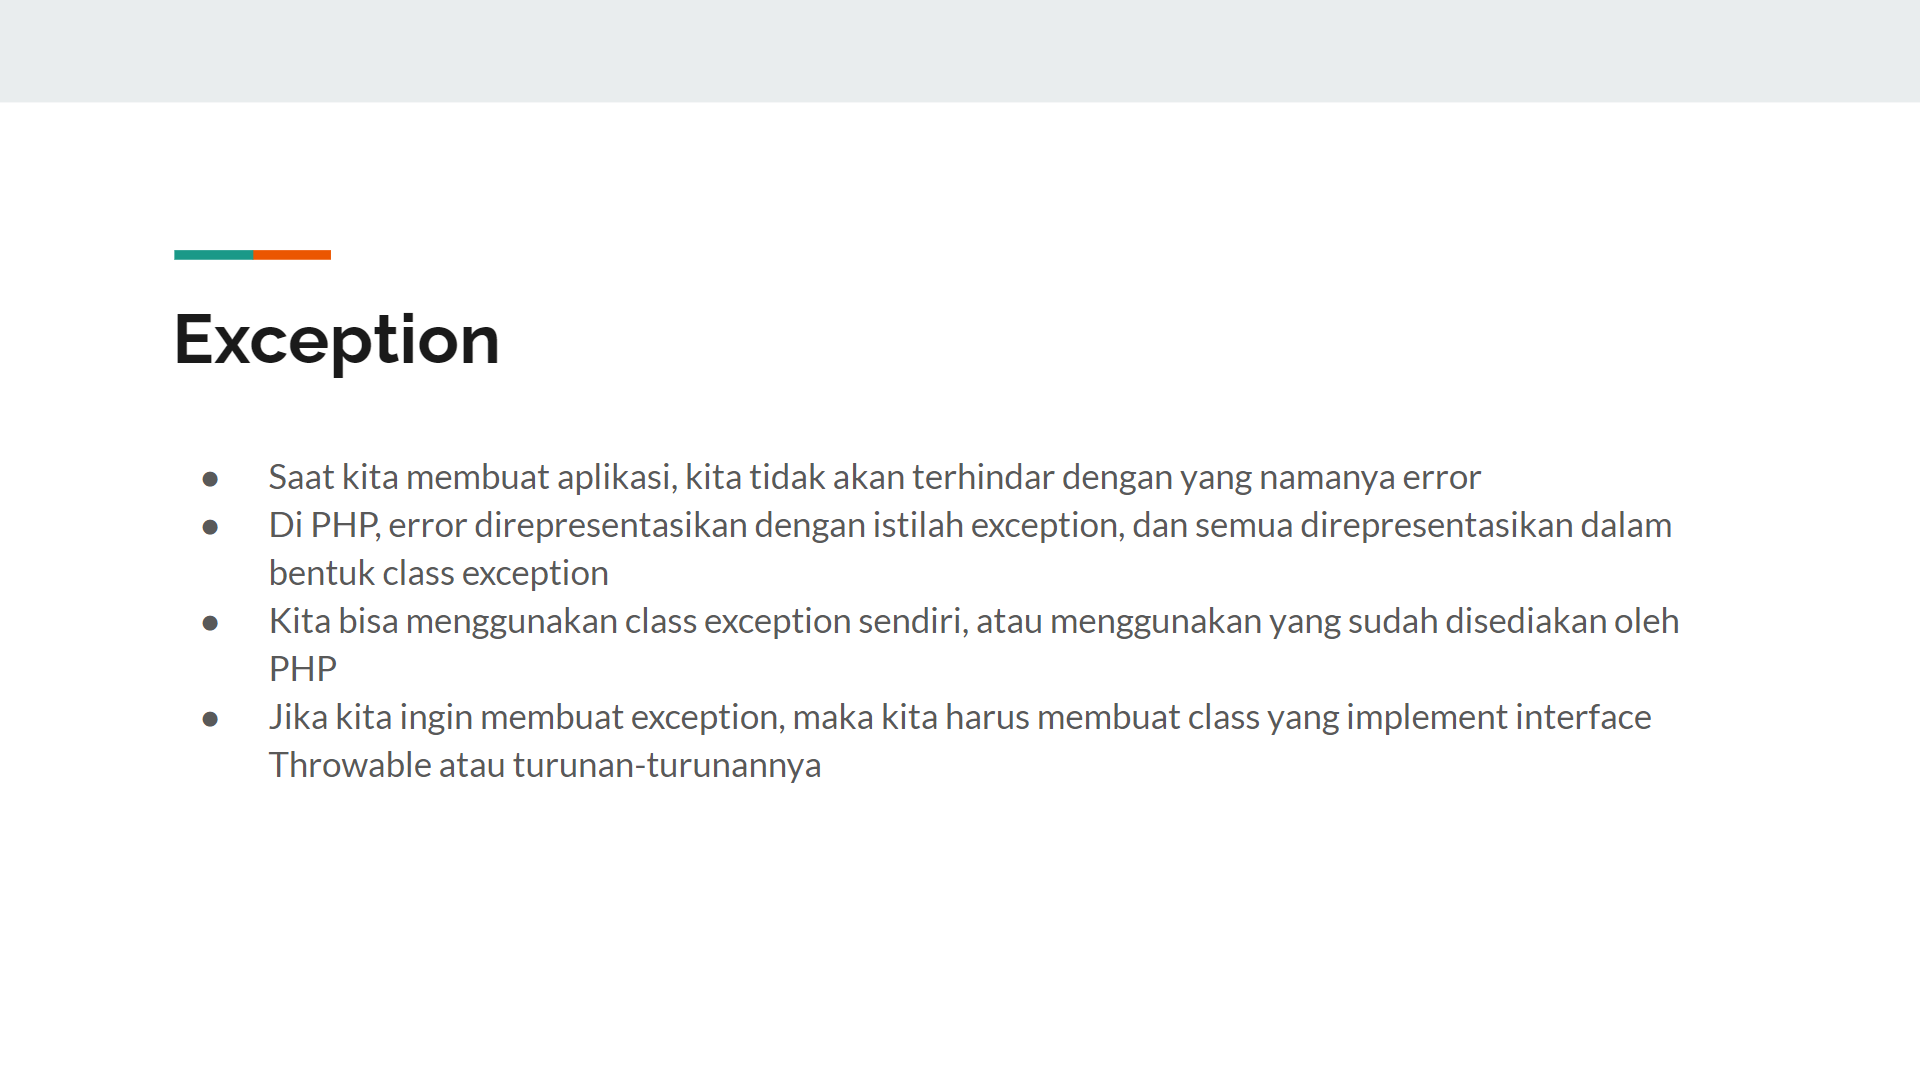 Exception
● Saat kita membuat aplikasi, kita tidak akan terhindar dengan yang namanya error
● Di PHP, error direpresentasikan dengan istilah exception, dan semua direpresentasikan dalam
bentuk class exception
● Kita bisa menggunakan class exception sendiri, atau menggunakan yang sudah disediakan oleh
PHP
● Jika kita ingin membuat exception, maka kita harus membuat class yang implement interface
Throwable atau turunan-turunannya